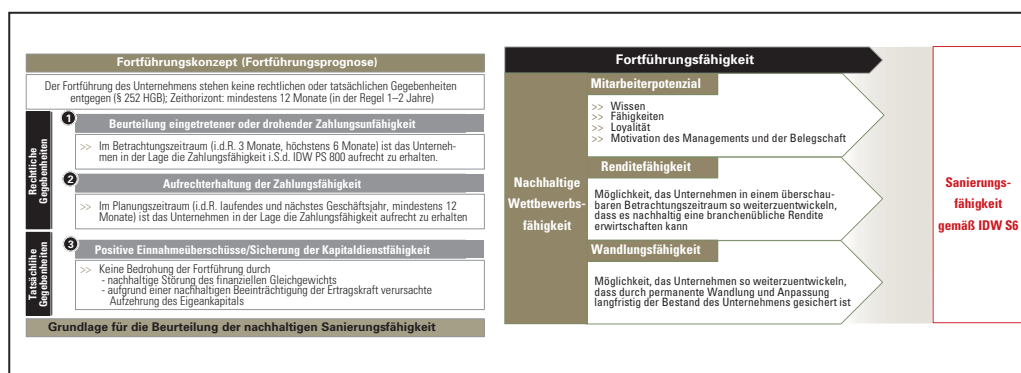 Fortführungskonzept (Fortführungsprognose)
Der Fortführung des Unternehmens stehen keine rechtlichen oder tatsächlichen Gegebenheiten
entgegen (§ 252 HGB); Zeithorizont: mindestens 12 Monate (in der Regel 1–2 Jahre)
Rechtliche
Gegebenheiten
1
Beurteilung eingetretener oder drohender Zahlungsunfähigkeit
>> Im Betrachtungszeitraum (i.d.R. 3 Monate, höchstens 6 Monate) ist das Unterneh-
men in der Lage die Zahlungsfähigkeit i.S.d. IDW PS 800 aufrecht zu erhalten.
2
Aufrechterhaltung der Zahlungsfähigkeit
>> Im Planungszeitraum (i.d.R. laufendes und nächstes Geschäftsjahr, mindestens 12
Monate) ist das Unternehmen in der Lage die Zahlungsfähigkeit aufrecht zu erhalten
Tatsächlihe
Gegebenheiten
3
Positive Einnahmeüberschüsse/Sicherung der Kapitaldienstfähigkeit
>> Keine Bedrohung der Fortführung durch
- nachhaltige Störung des finanziellen Gleichgewichts
- aufgrund einer nachhaltigen Beeinträchtigung der Ertragskraft verursachte
Aufzehrung des Eigeankapitals
Grundlage für die Beurteilung der nachhaltigen Sanierungsfähigkeit
Fortführungsfähigkeit
Nachhaltige
Wettbewerbs-
fähigkeit
Mitarbeiterpotenzial
>> Wissen
>> Fähigkeiten
>> Loyalität
>> Motivation des Managements und der Belegschaft
Renditefähigkeit
Möglichkeit, das Unternehmen in einem überschau-
baren Betrachtungszeitraum so weiterzuentwickeln,
dass es nachhaltig eine branchenübliche Rendite
erwirtschaften kann
Wandlungsfähigkeit
Möglichkeit, das Unternehmen so weiterzuentwickeln,
dass durch permanente Wandlung und Anpassung
langfristig der Bestand des Unternehmens gesichert ist
Sanierungs-
fähigkeit
gemäß IDW S6